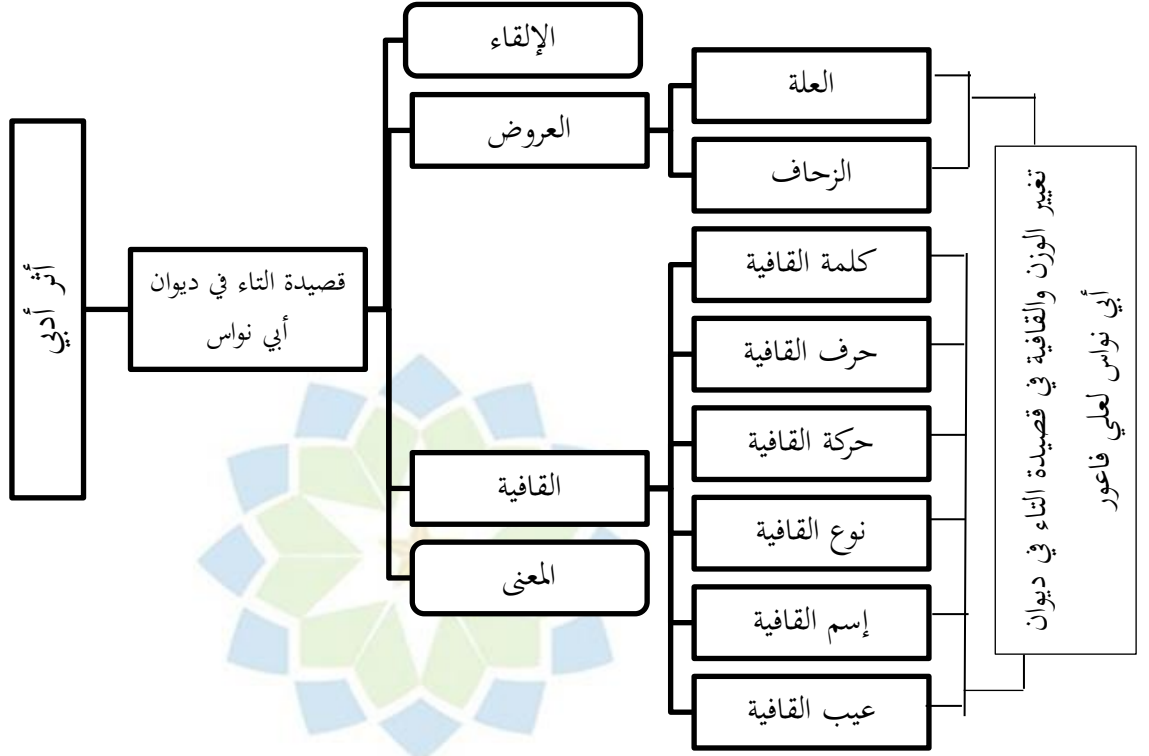 أثر أدبي
قصيدة التاء في ديوان
أبي نواس
الإلقاء
العروض
القافية
المعنى
العلة
الزحاف
كلمة القافية
حرف القافية
حركة القافية
نوع القافية
إسم القافية
عيب القافية
تغيير الوزن والقافية في قصيدة التاء في ديوان
أبي نواس لعلي فاعور